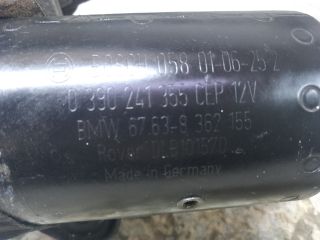 058 01-06-25 2
0 390 241 355 CEP 12V
BMW 67.63-8 362 155
Rover
Made in Germany